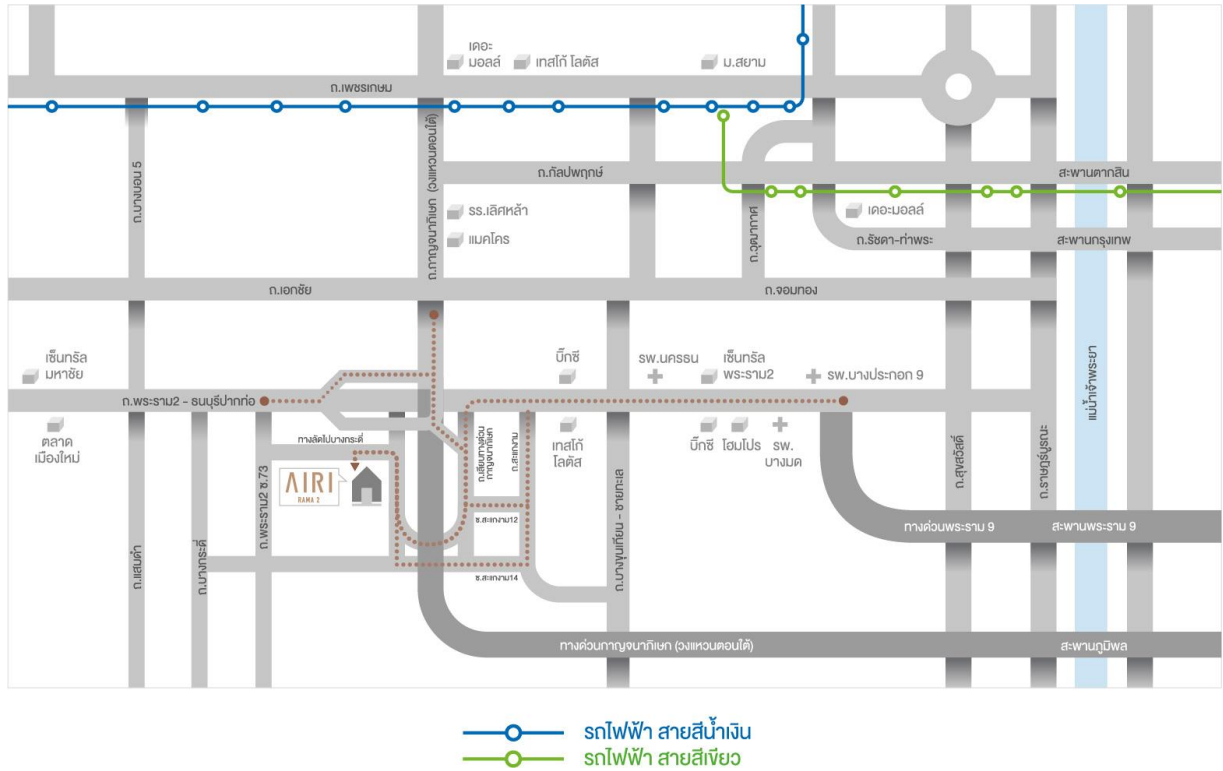 เดอะ
มอลล์
เทสโก้ โลตัส
ม.สยาม
ถ.เพชรเกษม
ถ.บางบอน 5
ถ.กาญจนาภิเษก (วงแหวนตอนใต้)
ถ.กัลปพฤกษ์
สะพานตากสิน
รร.เลิศหล้า
แมคโคร
ถ.วุฒากาศ
เดอะมอลล์
ถ.รัชดา-ท่าพระ
สะพานกรุงเทพ
ถ.เอกชัย
ถ.จอมทอง
เซ็นทรัล
มหาชัย
บิ๊กซี
รพ.นครธน
เซ็นทรัล
พระราม2
รพ.บางปะกอก 9
แม่น้ำเจ้าพระยา
ถ.พระราม2 - ธนบุรีปากท่อ
ตลาด
เมืองใหม่
ทางลัดไปบางกระดี่
ถ.เลียบทางด่วน
กาญจนาภิเษก
ถ.สะแกงาม
เทสโก้
โลตัส
บิ๊กซี
โฮมโปร
รพ.
บางมด
ถ.สุขสวัสดิ์
ถ.ราษฎร์บูรณะ
AIRI
RAMA 2
ถ.พระราม2 ซ.73
ซ.สะแกงาม12
ทางด่วนพระราม 9
สะพานพระราม 9
ถ.แสมดำ
ถ.บางกระดี่
ซ.สะแกงาม14
ถ.บางขุนเทียน - ชายทะเล
ทางด่วนกาญจนาภิเษก (วงแหวนตอนใต้)
สะพานภูมิพล
รถไฟฟ้า สายสีน้ำเงิน
รถไฟฟ้า สายสีเขียว